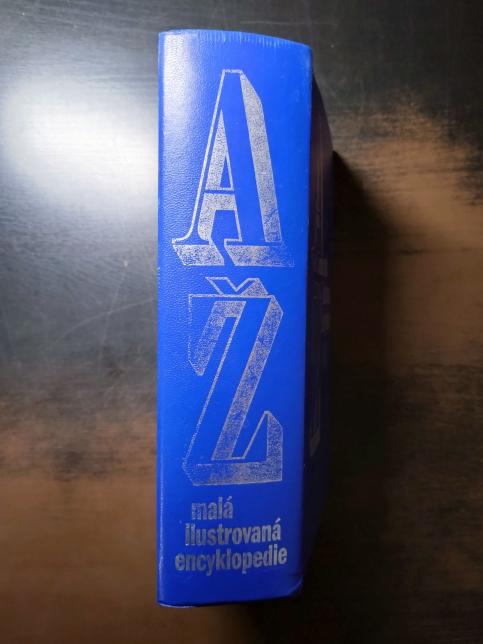 A
Ž
malá
ilustrovaná
encyklopedie